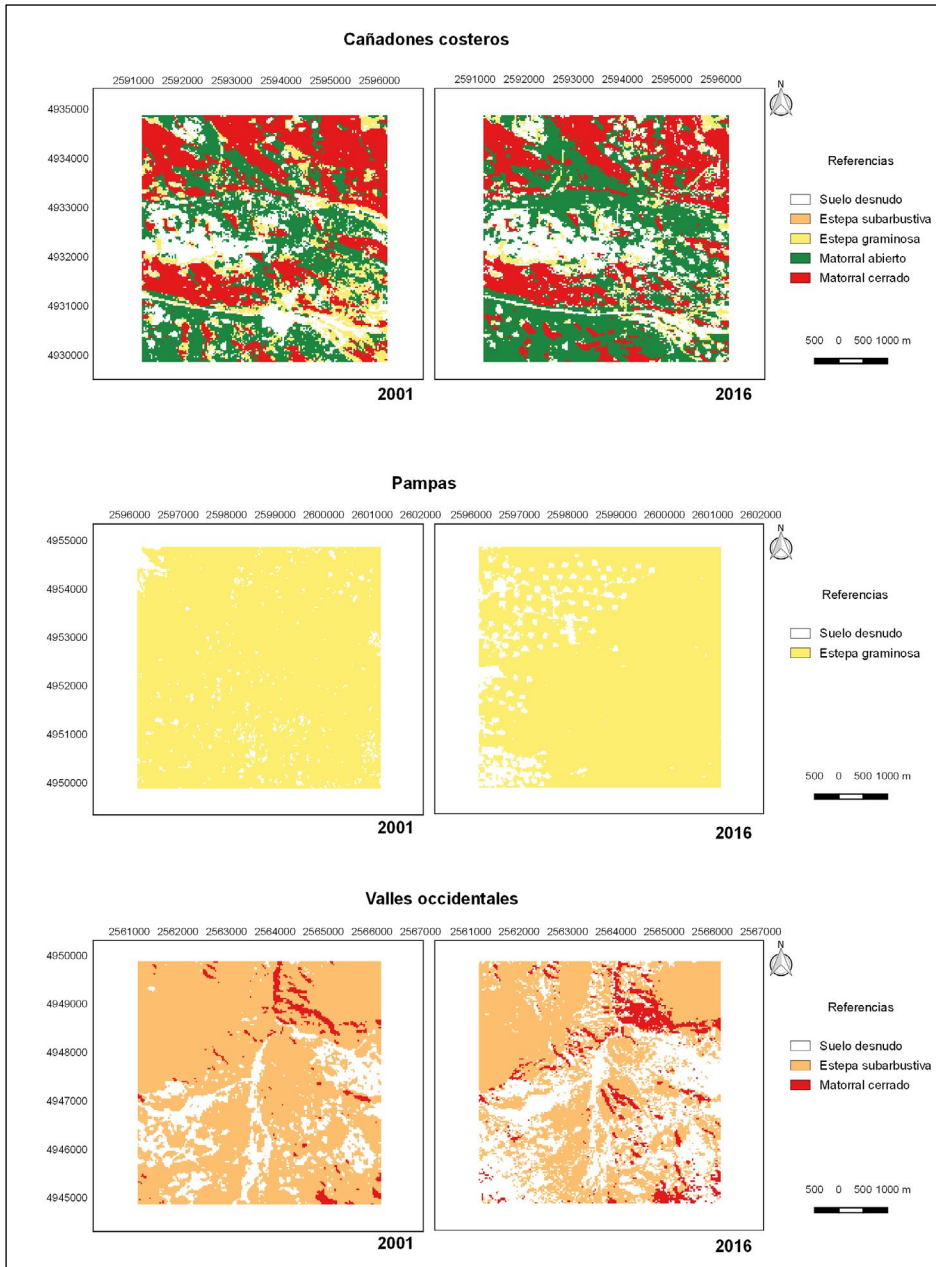 Cañadones costeros
2591000 2592000 2593000 2594000 2595000 2596000
2591000 2592000 2593000 2594000 2595000 2596000
N
4935000
4934000
4933000
4932000
4931000
4930000
Referencias
Suelo desnudo
Estepa subarbustiva
Estepa graminosa
Matorral abierto
Matorral cerrado
500 0 500 1000 m
2001
2016
Pampas
2596000 2597000 2598000 2599000 2600000 2601000 2602000
2596000 2597000 2598000 2599000 2600000 2601000 2602000
N
4955000
4954000
4953000
4952000
4951000
4950000
Referencias
Suelo desnudo
Estepa graminosa
500 0 500 1000 m
2001
2016
Valles occidentales
2561000 2562000 2563000 2564000 2565000 2566000 2567000
2561000 2562000 2563000 2564000 2565000 2566000 2567000
N
4950000
4949000
4948000
4947000
4946000
4945000
Referencias
Suelo desnudo
Estepa subarbustiva
Matorral cerrado
500 0 500 1000 m
2001
2016